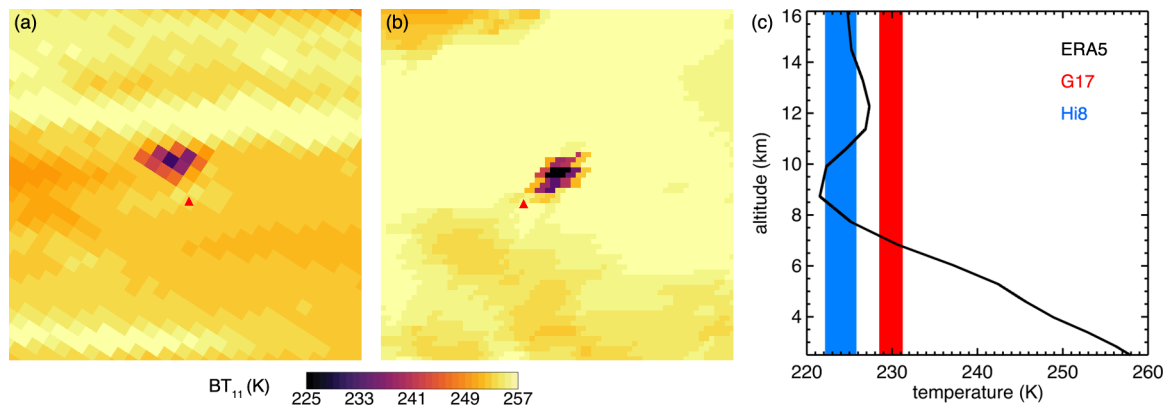 (a)
(b)
(c)
16
14
12
10
8
6
4
altitude (km)
ERA5
G17
Hi8
220 230 240 250 260
temperature (K)
BT11 (K)
225 233 241 249 257